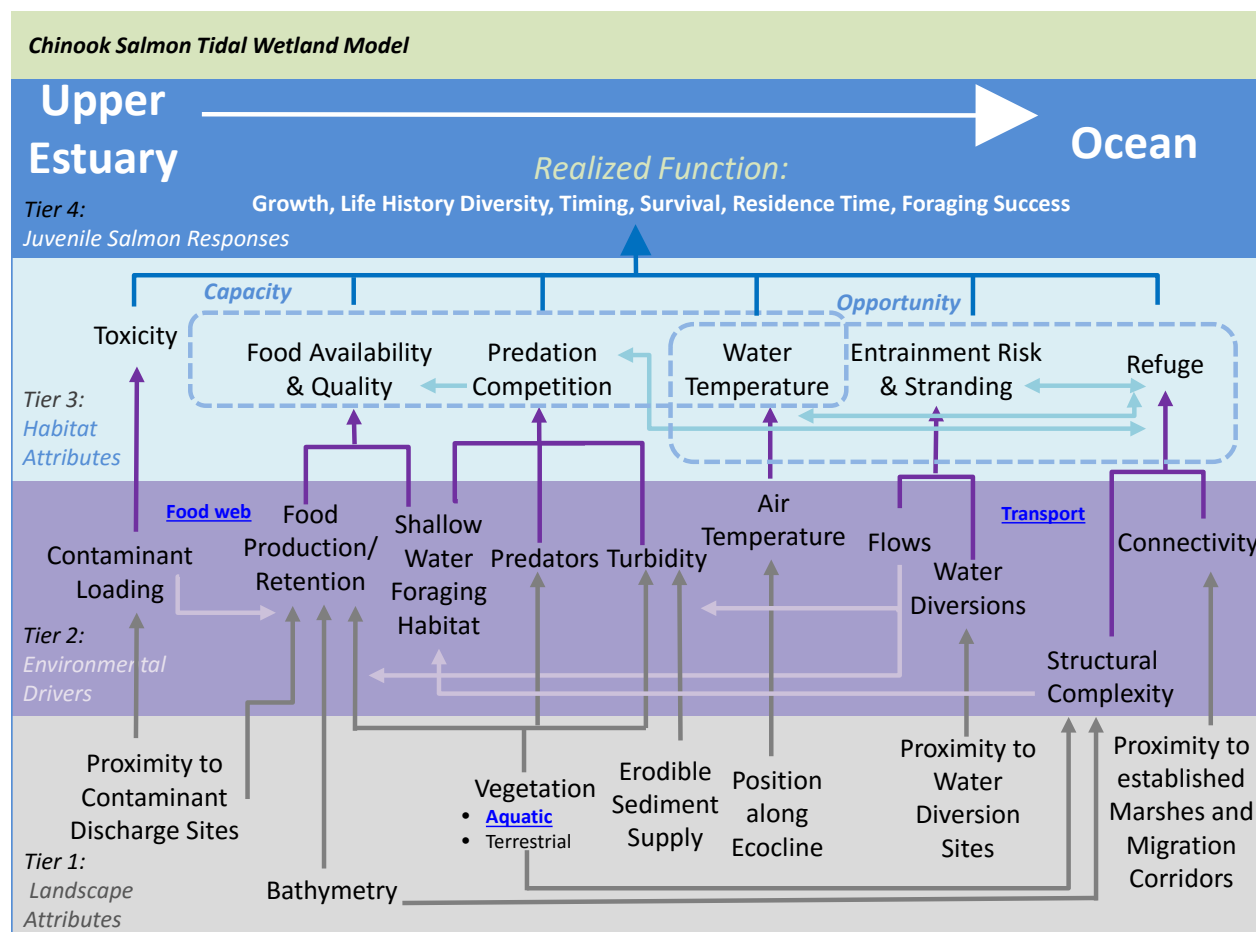 Chinook Salmon Tidal Wetland Model
Upper
Estuary
Ocean
Realized Function:
Growth, Life History Diversity, Timing, Survival, Residence Time, Foraging Success
Tier 4:
Juvenile Salmon Responses
Capacity
Opportunity
Toxicity
Food Availability
& Quality
Predation
Competition
Water
Temperature
Entrainment Risk
& Stranding
Refuge
Tier 3:
Habitat
Attributes
Food web
Transport
Contaminant
Loading
Food
Production/
Retention
Shallow
Water
Foraging
Habitat
Predators
Turbidity
Air
Temperature
Flows
Water
Diversions
Connectivity
Structural
Complexity
Tier 2:
Environmental
Drivers
Proximity to
Contaminant
Discharge Sites
Bathymetry
Vegetation
• Aquatic
• Terrestrial
Erodible
Sediment
Supply
Position
along
Ecocline
Proximity to
Water
Diversion
Sites
Proximity to
established
Marshes and
Migration
Corridors
Tier 1:
Landscape
Attributes